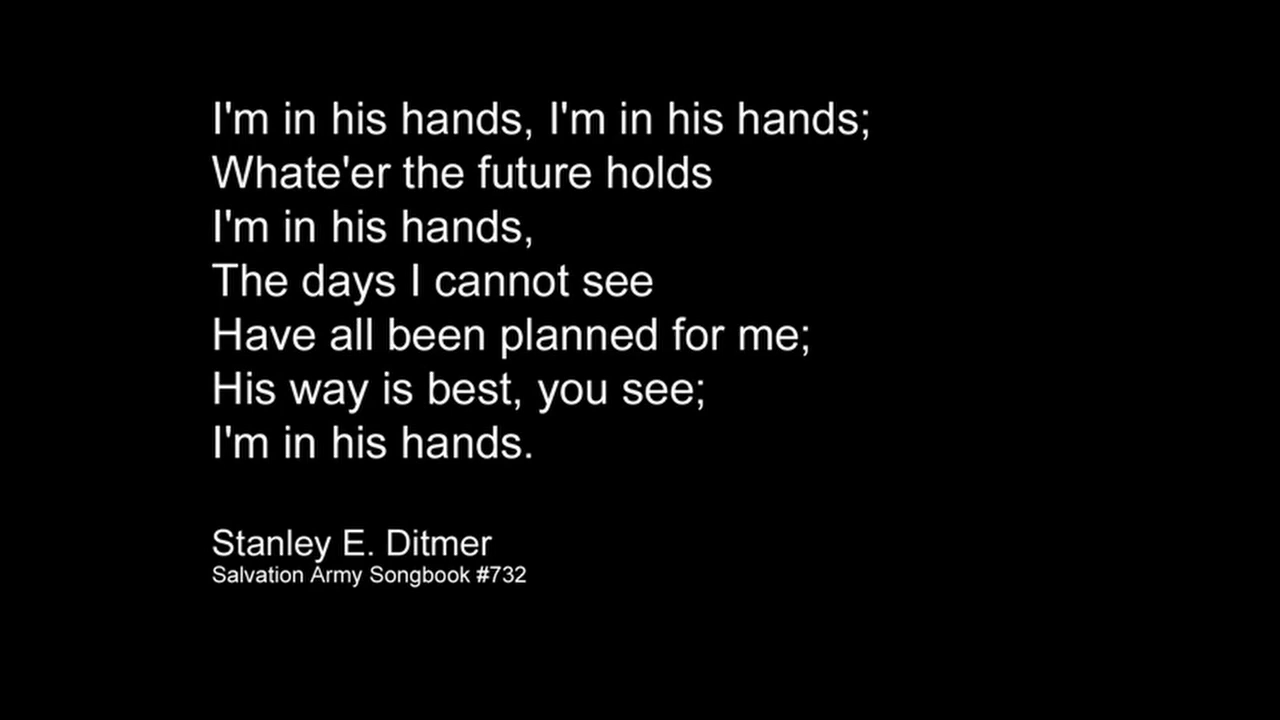 I'm in his hands, I'm in his hands;
Whate'er the future holds
I'm in his hands,
The days I cannot see
Have all been planned for me;
His way is best, you see;
I'm in his hands.
Stanley E. Ditmer
Salvation Army Songbook #732